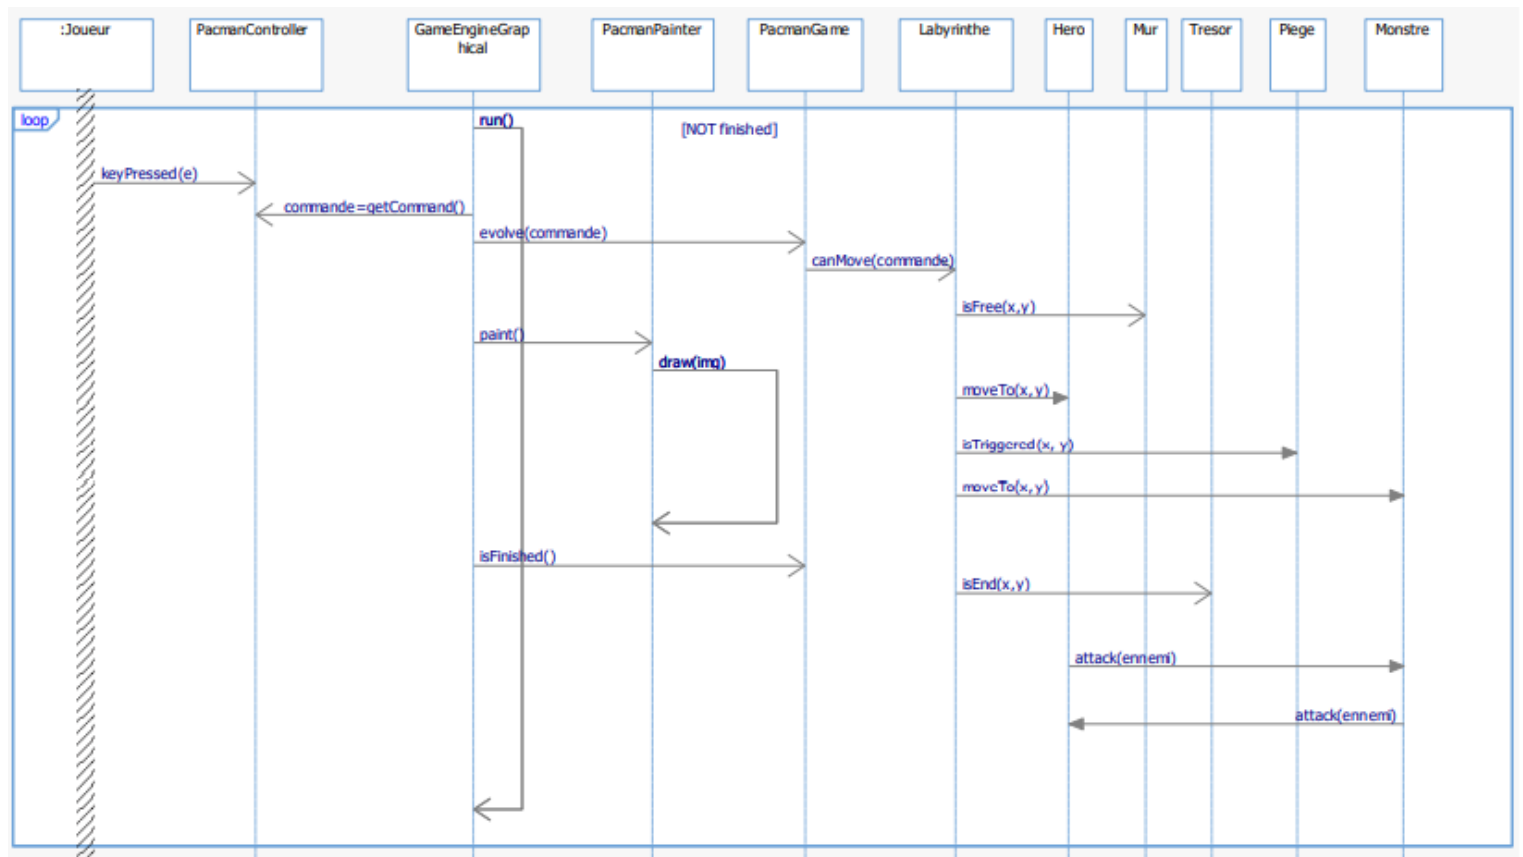 :Joueur
PacmanController
GameEngineGrap
hical
PacmanPainter
PacmanGame
Labyrinthe
Hero
Mur
Tresor
Piege
Monstre
loop
run()
[NOT finished]
keyPressed(e)
commande=getCommand()
evolve(commande)
canMove(commande)
isFree(x,y)
paint()
draw(img)
moveTo(x,y)
isTriggered(x, y)
moveTo(x,y)
isFinished()
isEnd(x,y)
attack(ennemi)
attack(ennemi)